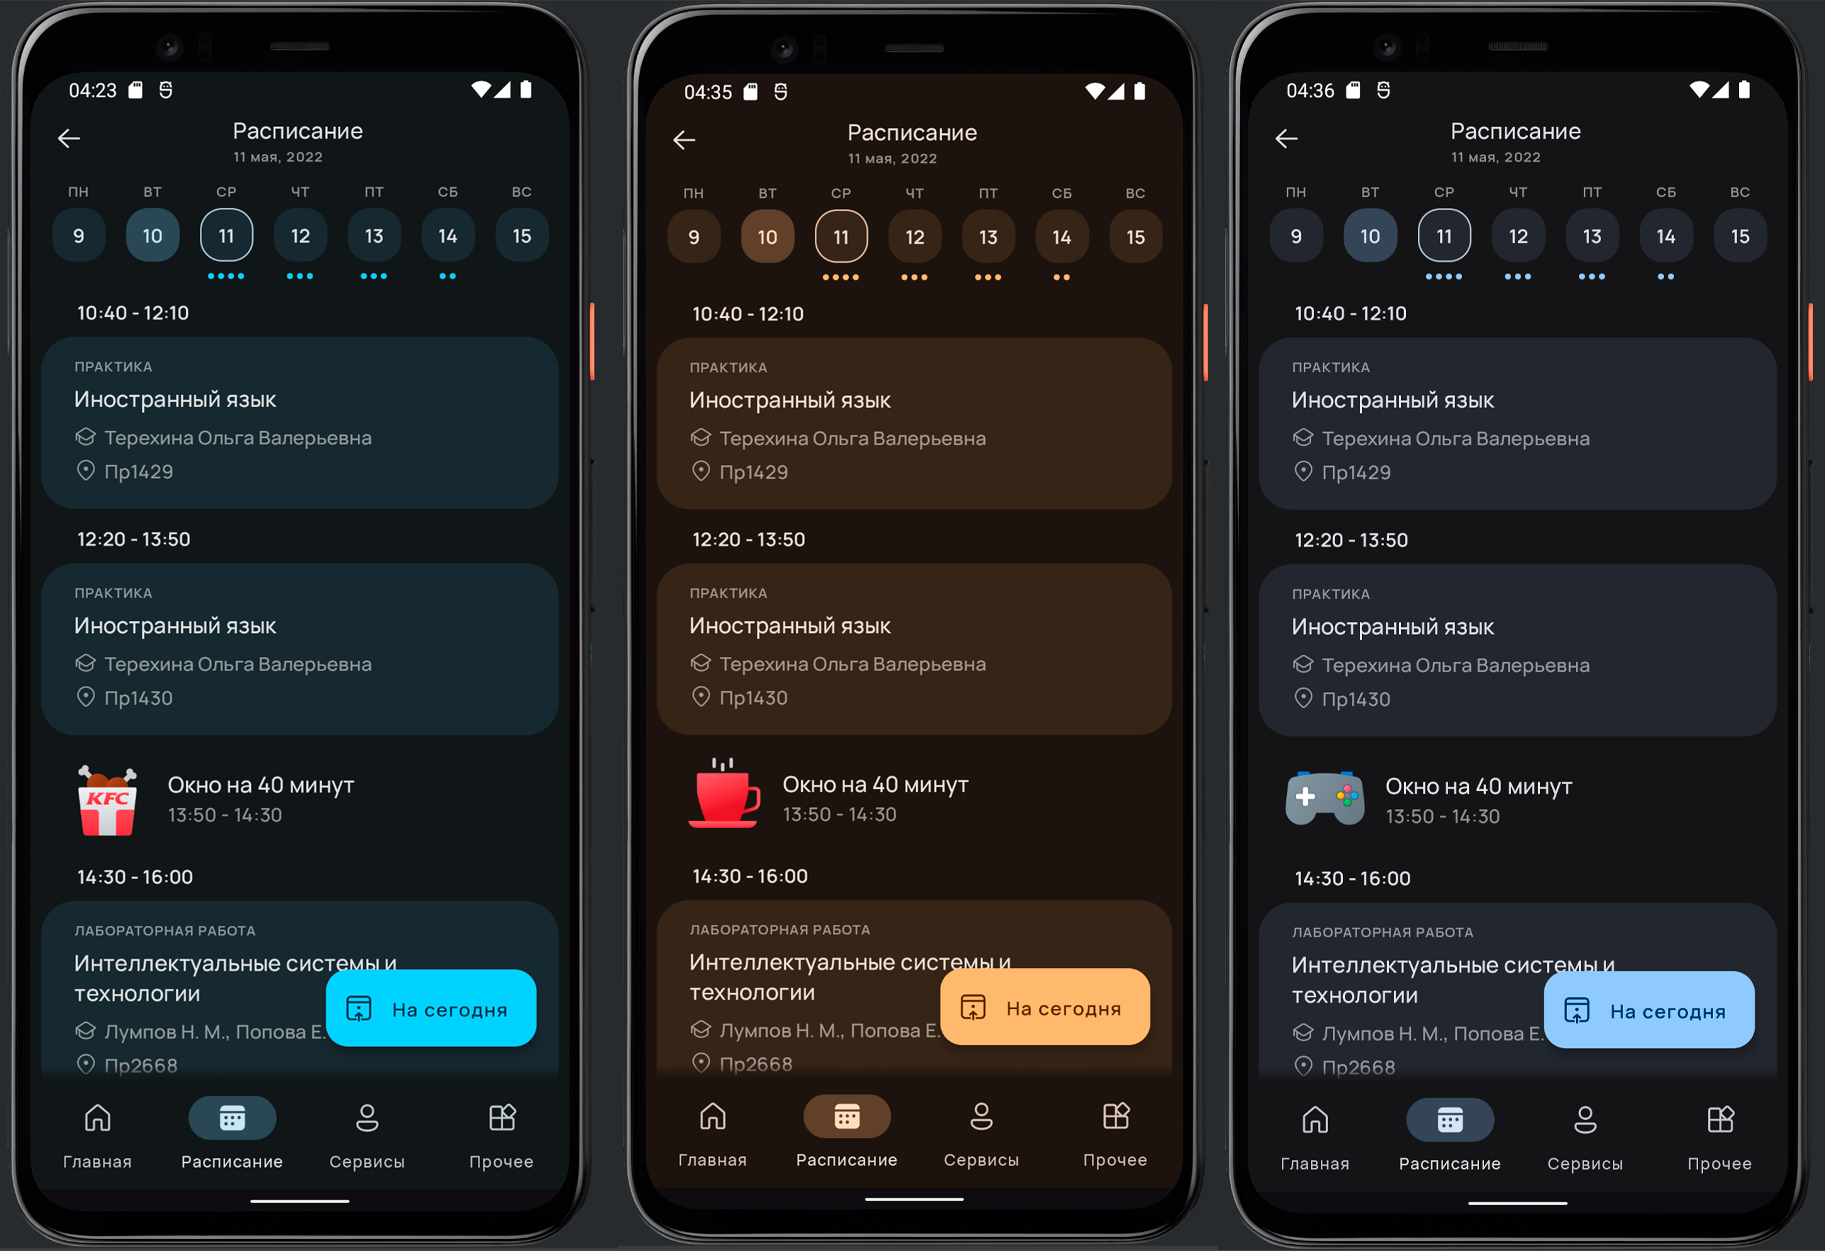 04:23
Расписание
11 мая, 2022
ПН ВТ СР ЧТ ПТ СБ ВС
9 10 11 12 13 14 15
10:40 - 12:10
ПРАКТИКА
Иностранный язык
Терехина Ольга Валерьевна
Пр1429
12:20 - 13:50
ПРАКТИКА
Иностранный язык
Терехина Ольга Валерьевна
Пр1430
KFC
Окно на 40 минут
13:50 - 14:30
14:30 - 16:00
ЛАБОРАТОРНАЯ РАБОТА
Интеллектуальные системы и
технологии
На сегодня
Лумпов Н. М., Попова Е.
Пр2668
Главная Расписание Сервисы Прочее
04:35
Расписание
11 мая, 2022
ПН ВТ СР ЧТ ПТ СБ ВС
9 10 11 12 13 14 15
10:40 - 12:10
ПРАКТИКА
Иностранный язык
Терехина Ольга Валерьевна
Пр1429
12:20 - 13:50
ПРАКТИКА
Иностранный язык
Терехина Ольга Валерьевна
Пр1430
Окно на 40 минут
13:50 - 14:30
14:30 - 16:00
ЛАБОРАТОРНАЯ РАБОТА
Интеллектуальные системы и
технологии
На сегодня
Лумпов Н. М., Попова Е.
Пр2668
Главная Расписание Сервисы Прочее
04:36
Расписание
11 мая, 2022
ПН ВТ СР ЧТ ПТ СБ ВС
9 10 11 12 13 14 15
10:40 - 12:10
ПРАКТИКА
Иностранный язык
Терехина Ольга Валерьевна
Пр1429
12:20 - 13:50
ПРАКТИКА
Иностранный язык
Терехина Ольга Валерьевна
Пр1430
Окно на 40 минут
13:50 - 14:30
14:30 - 16:00
ЛАБОРАТОРНАЯ РАБОТА
Интеллектуальные системы и
технологии
На сегодня
Лумпов Н. М., Попова Е.
Пр2668
Главная Расписание Сервисы Прочее